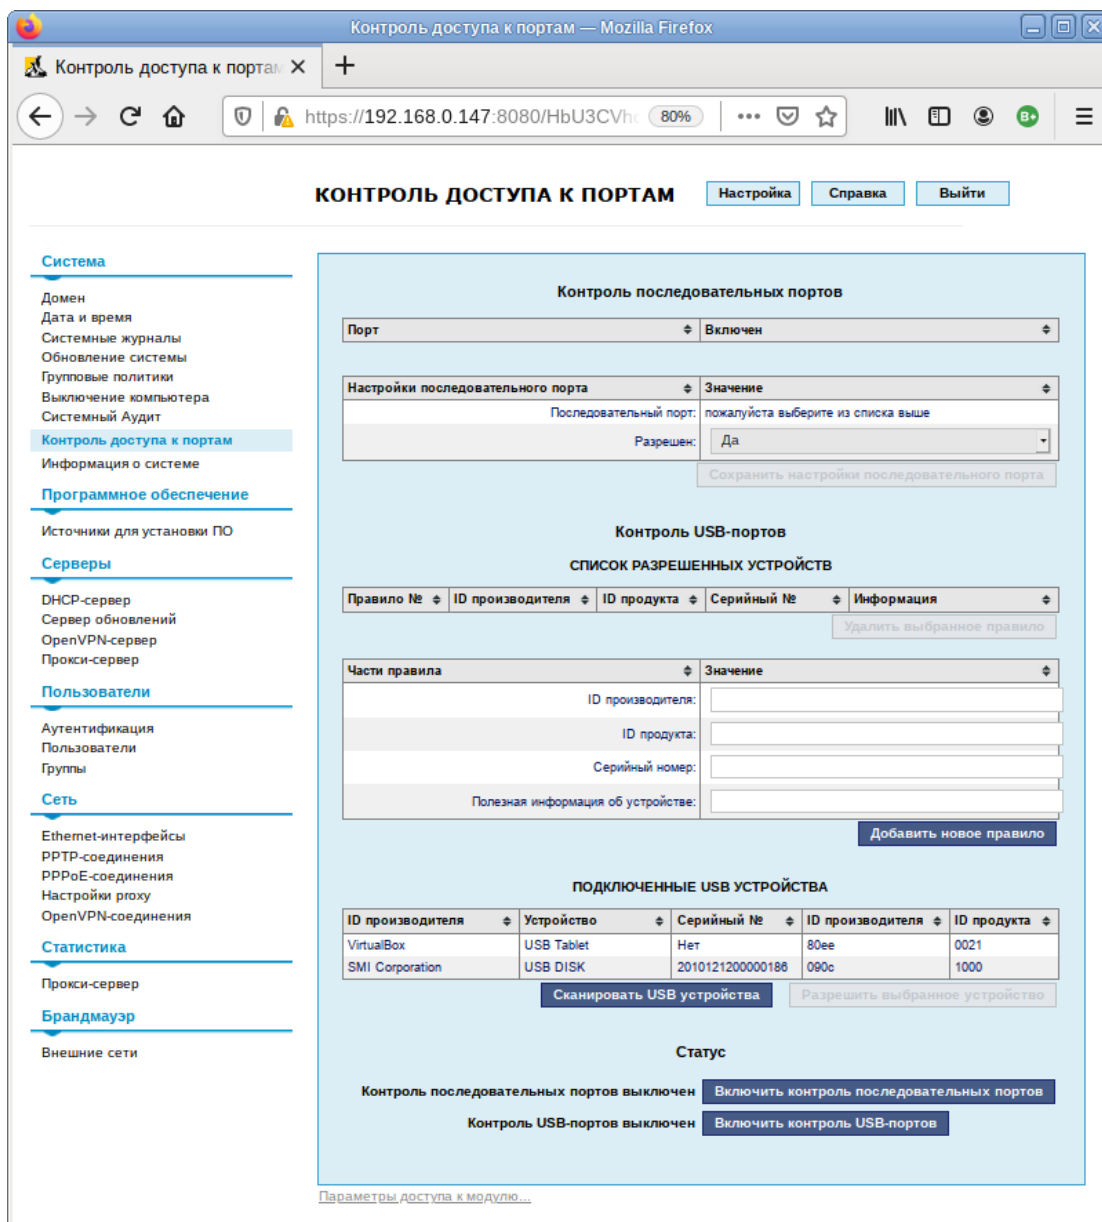 Контроль доступа к портам — Mozilla Firefox
Контроль доступа к портам
https://192.168.0.147:8080/HbU3CVh 80%
КОНТРОЛЬ ДОСТУПА К ПОРТАМ Настройка Справка Выйти
Система
Домен
Дата и время
Системные журналы
Обновление системы
Групповые политики
Выключение компьютера
Системный Аудит
Контроль доступа к портам
Информация о системе
Программное обеспечение
Источники для установки ПО
Серверы
DHCP-сервер
Сервер обновлений
OpenVPN-сервер
Прокси-сервер
Пользователи
Аутентификация
Пользователи
Группы
Сеть
Ethernet-интерфейсы
PPTP-соединения
PPPoE-соединения
Настройки proxy
OpenVPN-соединения
Статистика
Прокси-сервер
Брандмауэр
Внешние сети
Контроль последовательных портов
Порт Включен
Настройки последовательного порта Значение
Последовательный порт: пожалуйста выберите из списка выше
Разрешен: Да
Сохранить настройки последовательного порта
Контроль USB-портов
СПИСОК РАЗРЕШЕННЫХ УСТРОЙСТВ
Правило № ID производителя ID продукта Серийный № Информация
Удалить выбранное правило
Части правила Значение
ID производителя:
ID продукта:
Серийный номер:
Полезная информация об устройстве:
Добавить новое правило
ПОДКЛЮЧЕННЫЕ USB УСТРОЙСТВА
ID производителя Устройство Серийный № ID производителя ID продукта
VirtualBox USB Tablet Нет 80ee 0021
SMI Corporation USB DISK 2010121200000186 090c 1000
Сканировать USB устройства Разрешить выбранное устройство
Статус
Контроль последовательных портов выключен Включить контроль последовательных портов
Контроль USB-портов выключен Включить контроль USB-портов
Параметры доступа к модулю...